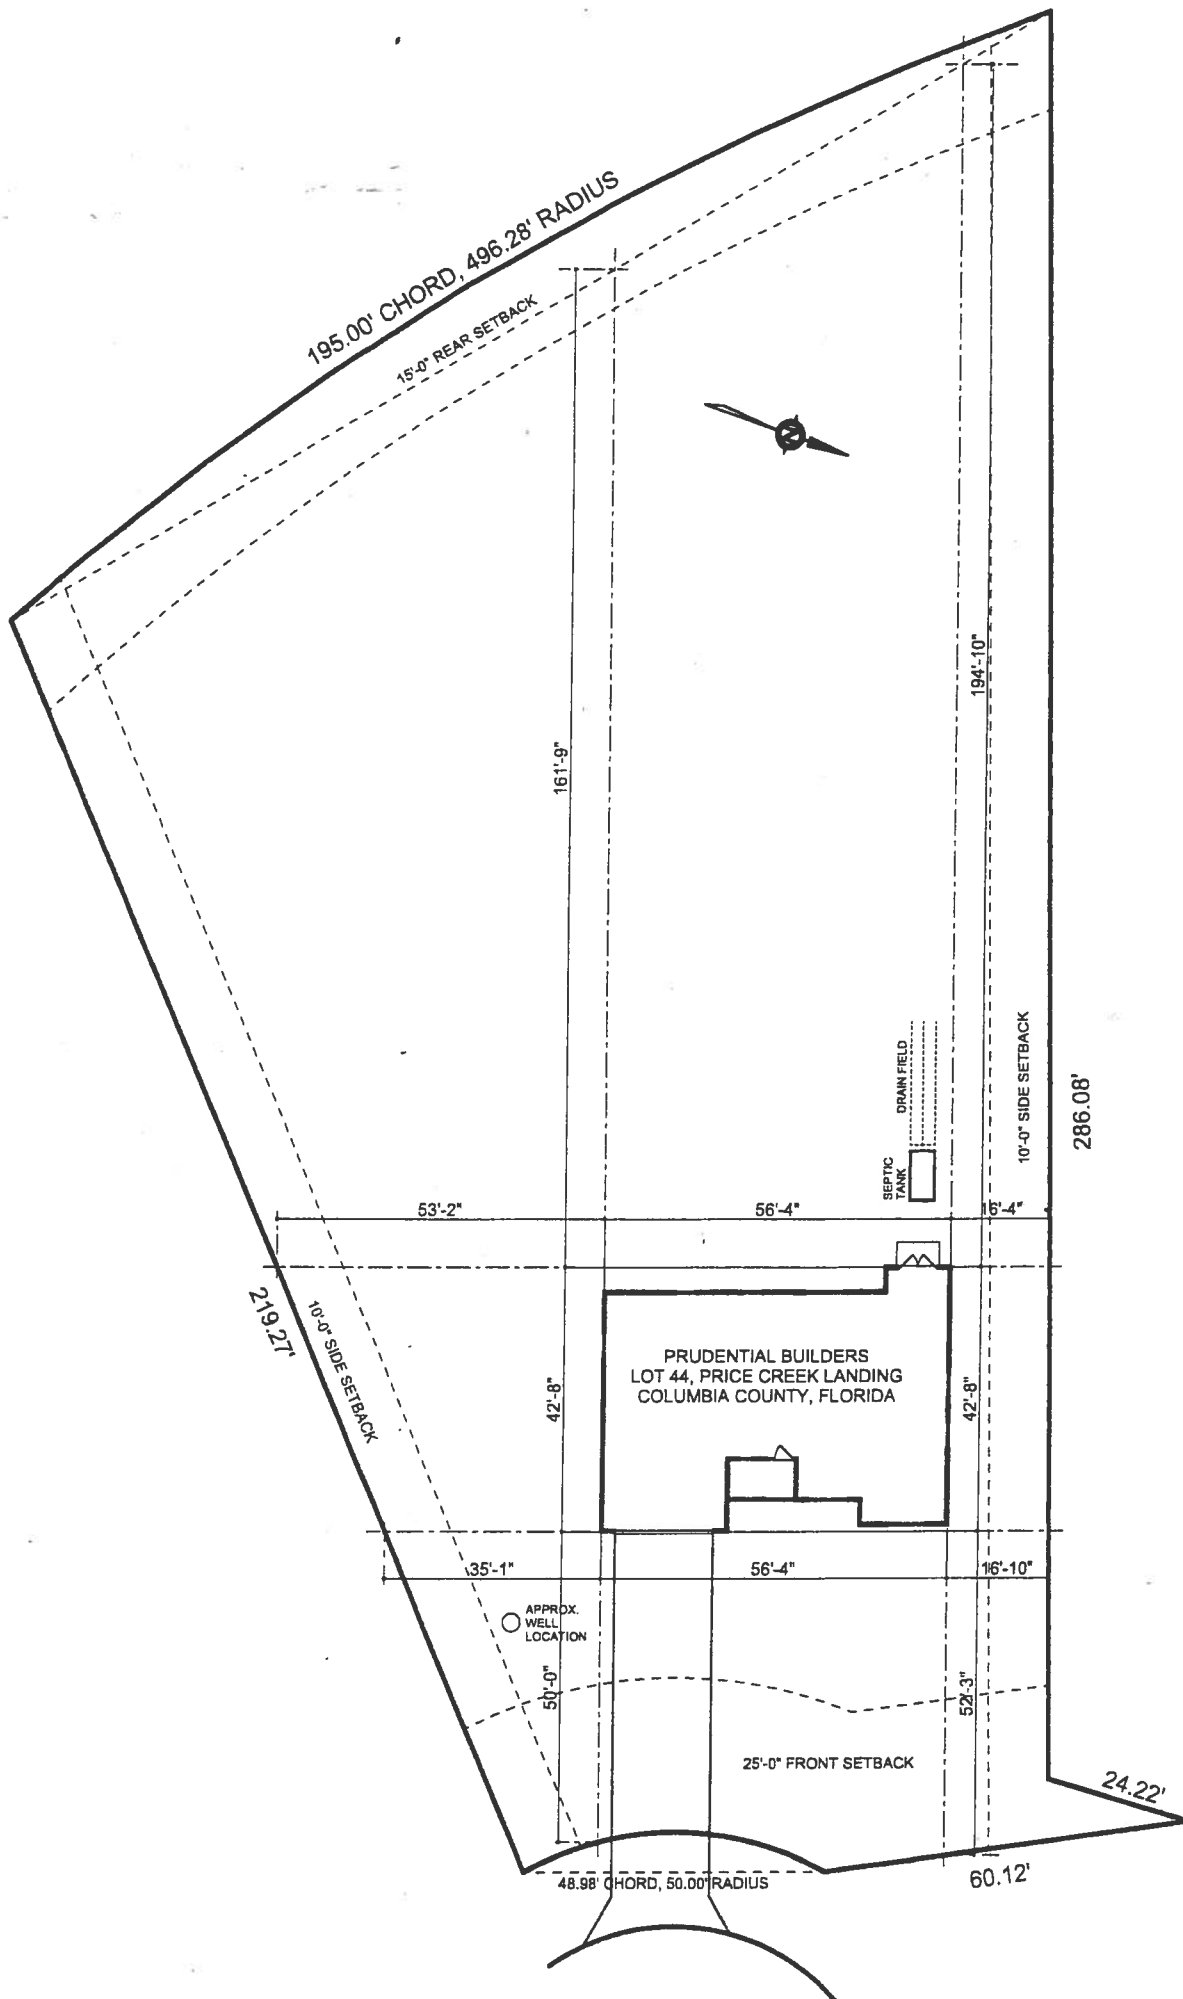 195.00' CHORD, 496.28' RADIUS
15'-0" REAR SETBACK
N
161'-9"
194'-10"
DRAIN FIELD
SEPTIC
TANK
10'-0" SIDE SETBACK
286.08'
53'-2"
56'-4"
16'-4"
219.27'
10'-0" SIDE SETBACK
PRUDENTIAL BUILDERS
LOT 44, PRICE CREEK LANDING
COLUMBIA COUNTY, FLORIDA
42'-8"
42'-8"
35'-1"
56'-4"
16'-10"
APPROX.
WELL
LOCATION
50'-0"
52'-3"
25'-0" FRONT SETBACK
24.22'
48.98' CHORD, 50.00' RADIUS
60.12'